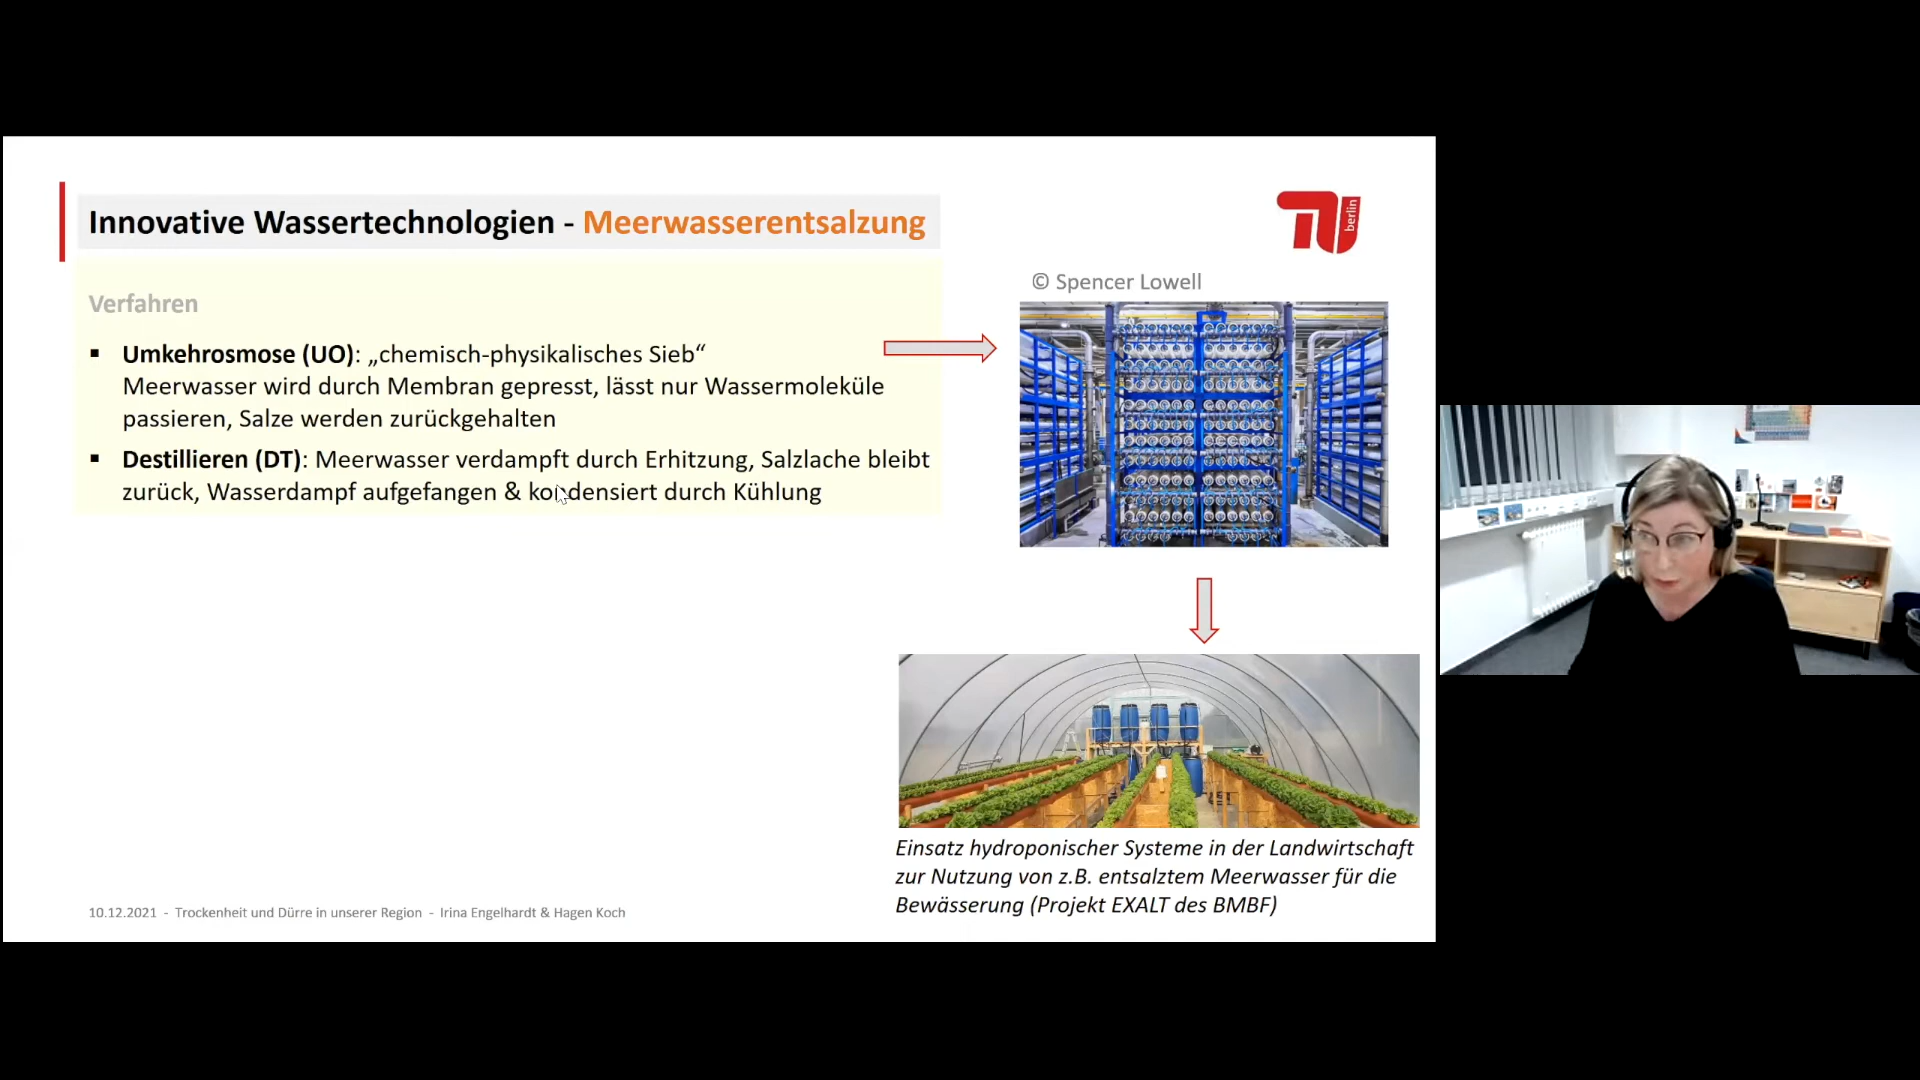 Innovative Wassertechnologien - Meerwasserentsalzung
berlin
© Spencer Lowell
Verfahren
▪ Umkehrosmose (UO): „chemisch-physikalisches Sieb“
Meerwasser wird durch Membran gepresst, lässt nur Wassermoleküle
passieren, Salze werden zurückgehalten
▪ Destillieren (DT): Meerwasser verdampft durch Erhitzung, Salzlache bleibt
zurück, Wasserdampf aufgefangen & kondensiert durch Kühlung
Einsatz hydroponischer Systeme in der Landwirtschaft
zur Nutzung von z.B. entsalztem Meerwasser für die
Bewässerung (Projekt EXALT des BMBF)
10.12.2021 - Trockenheit und Dürre in unserer Region - Irina Engelhardt & Hagen Koch